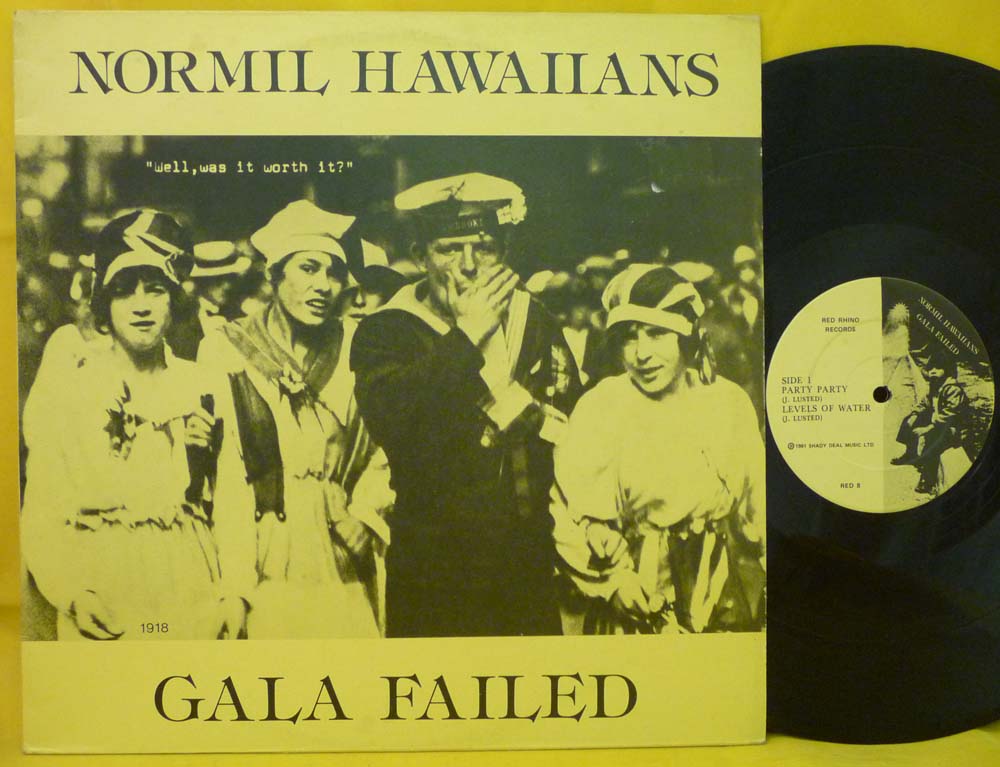 NORMIL HAWAIIANS
"Well,was it worth it?"
1918
GALA FAILED
RED RHINO
RECORDS
SIDE 1
PARTY PARTY
(J. LUSTED)
LEVELS OF WATER
(J. LUSTED)
℗ © 1981 SHADY DEAL MUSIC LTD
RED 8
NORMIL HAWAIIANS
GALA FAILED